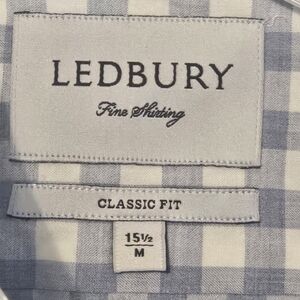 LEDBURY
Fine Shirting
CLASSIC FIT
15½
M